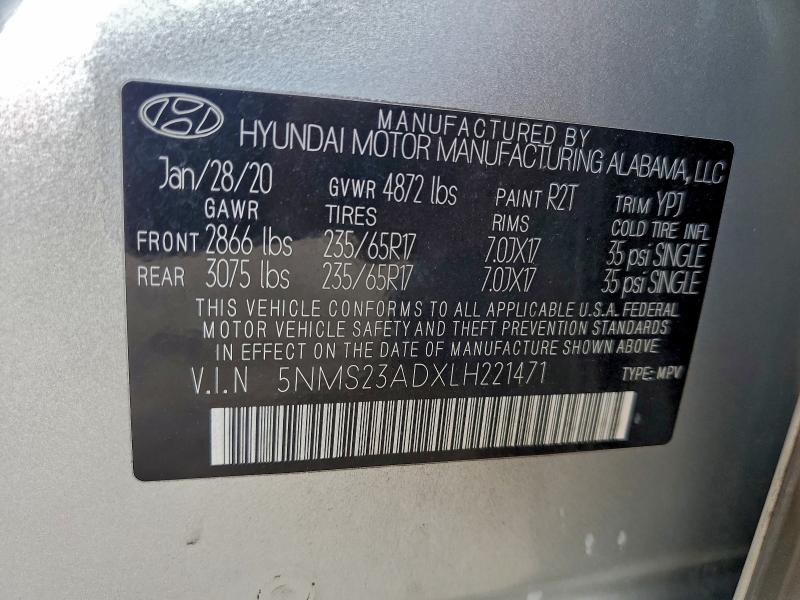 MANUFACTURED BY
HYUNDAI MOTOR MANUFACTURING ALABAMA, LLC
Jan/28/20 GVWR 4872 lbs PAINT R2T TRIM YPJ
GAWR TIRES RIMS COLD TIRE INFL
FRONT 2866 lbs 235/65R17 7.0JX17 35 psi SINGLE
REAR 3075 lbs 235/65R17 7.0JX17 35 psi SINGLE
THIS VEHICLE CONFORMS TO ALL APPLICABLE U.S.A. FEDERAL
MOTOR VEHICLE SAFETY AND THEFT PREVENTION STANDARDS
IN EFFECT ON THE DATE OF MANUFACTURE SHOWN ABOVE
V.I.N 5NMS23ADXLH221471 TYPE: MPV